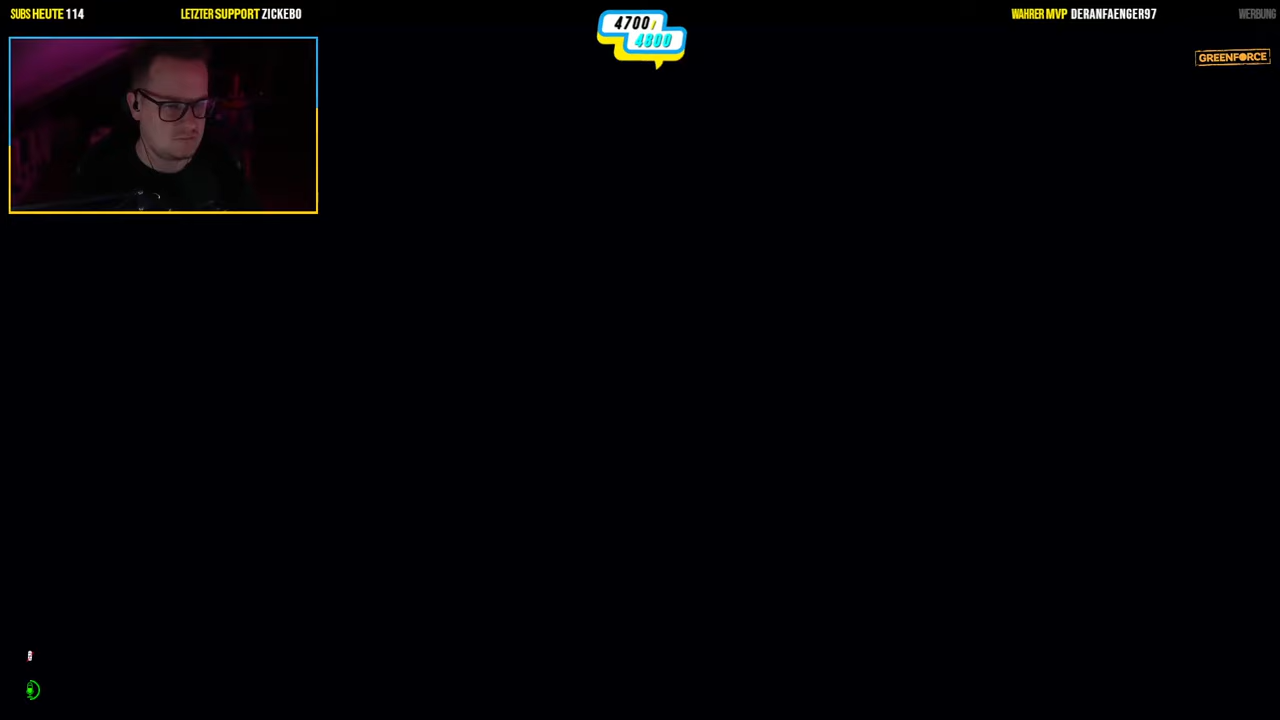 SUBS HEUTE 114
LETZTER SUPPORT ZICKEBO
4700 /
4800
WAHRER MVP DERANFAENGER97
WERBUNG
GREENFORCE